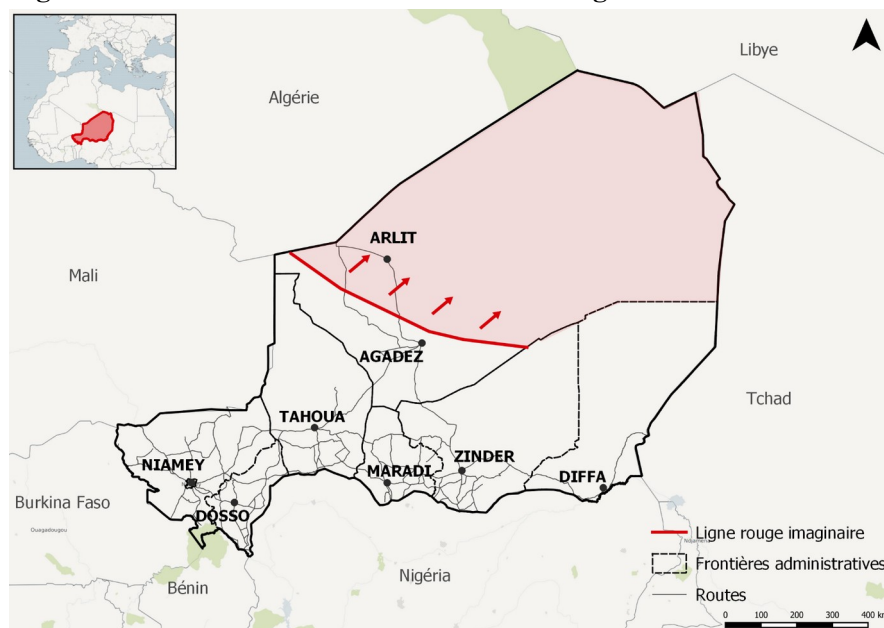 Libye
Algérie
ARLIT
Mali
AGADEZ
Tchad
TAHOUA
NIAMEY
ZINDER
MARADI
DIFFA
Burkina Faso
DOSSO
Ouagadougou
Ligne rouge imaginaire
Frontières administratives
Nigéria
Bénin
Routes
0 100 200 300 400 km